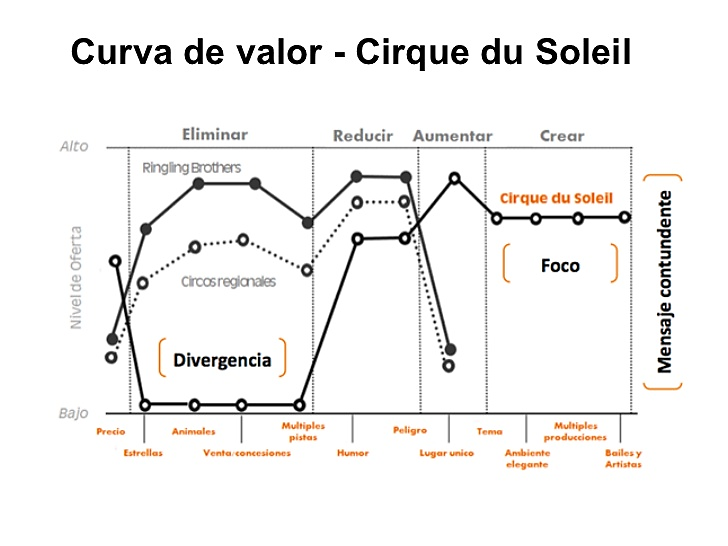 Curva de valor - Cirque du Soleil
Eliminar
Reducir
Aumentar
Crear
Alto
Ringling Brothers
Cirque du Soleil
Nivel de Oferta
Circos regionales
Foco
Mensaje contundente
Divergencia
Bajo
Precio
Estrellas
Animales
Venta/concesiones
Multiples
pistas
Humor
Peligro
Lugar unico
Tema
Ambiente
elegante
Multiples
producciones
Bailes y
Artistas